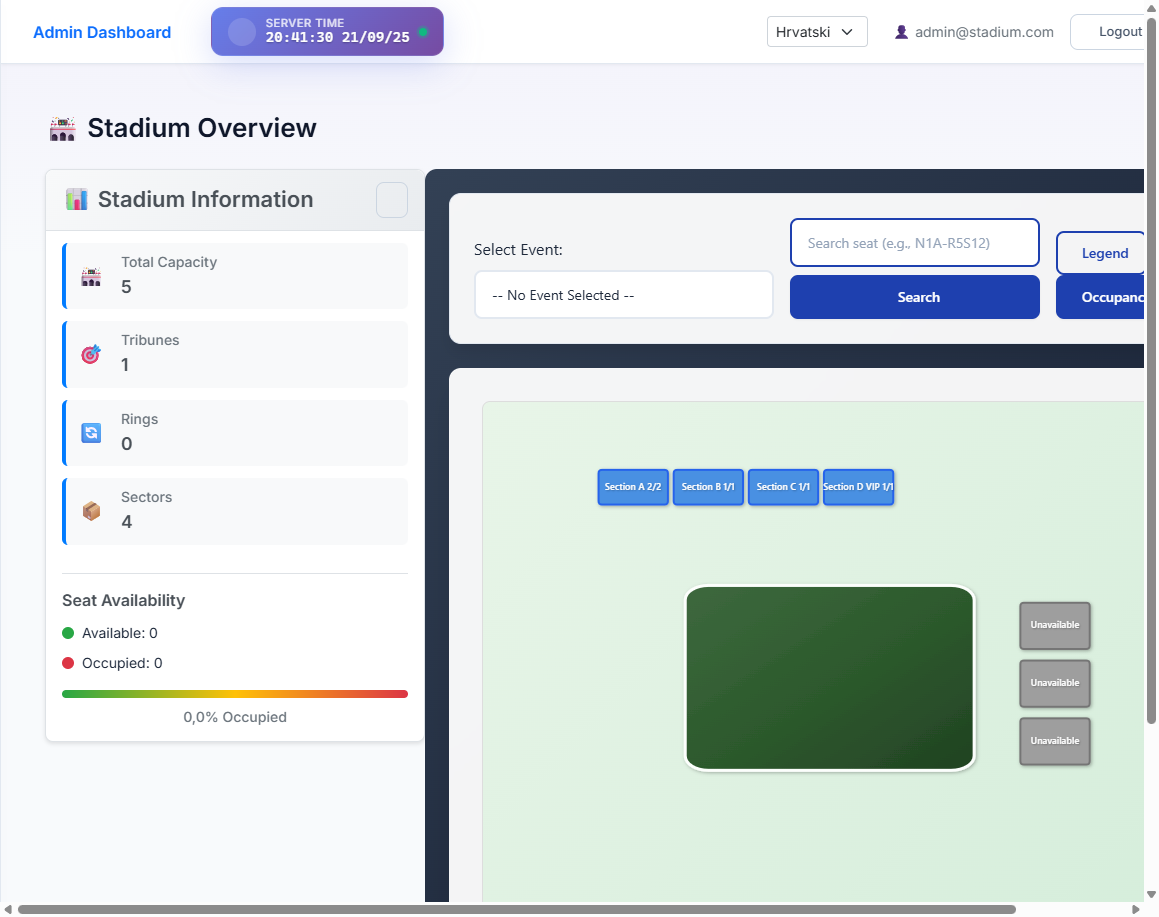 Admin Dashboard
SERVER TIME
20:41:30 21/09/25
Hrvatski
admin@stadium.com
Logout
Stadium Overview
Stadium Information
Total Capacity
5
Tribunes
1
Rings
0
Sectors
4
Seat Availability
Available: 0
Occupied: 0
0,0% Occupied
Select Event:
-- No Event Selected --
Search seat (e.g., N1A-R5S12)
Search
Legend
Occupanc
Section A 2/2
Section B 1/1
Section C 1/1
Section D VIP 1/1
Unavailable
Unavailable
Unavailable